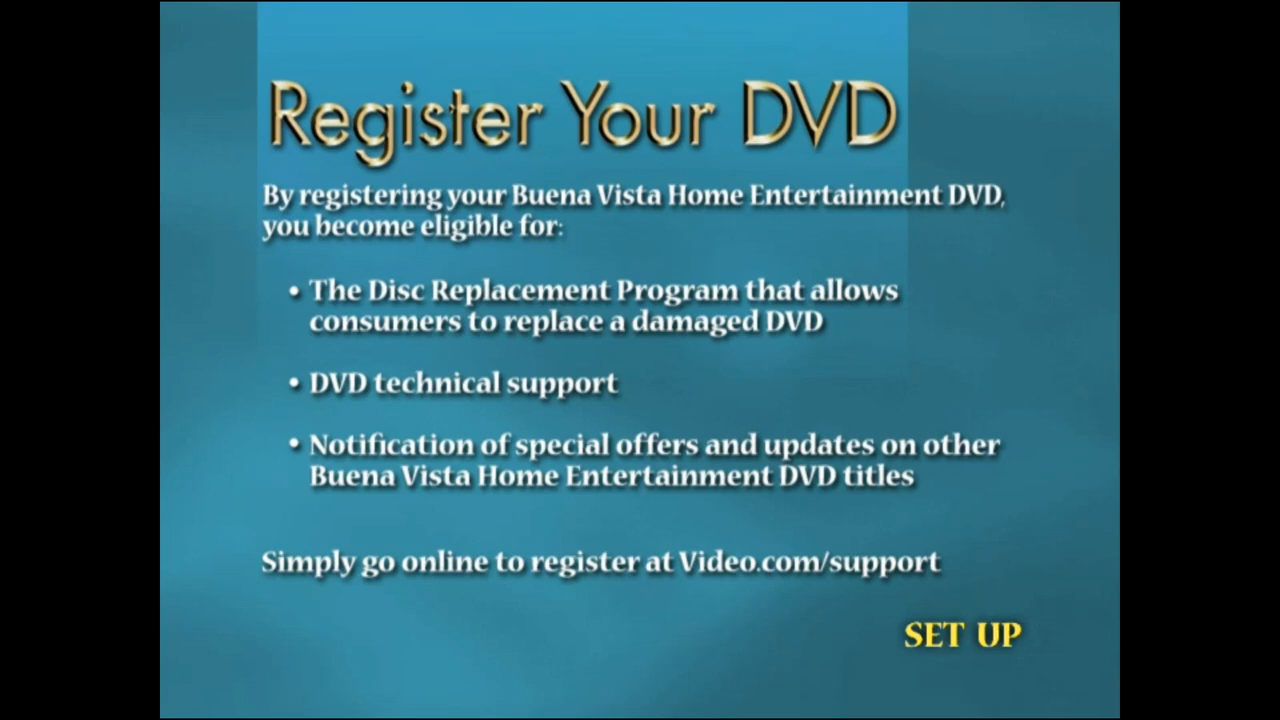 Register Your DVD
By registering your Buena Vista Home Entertainment DVD,
you become eligible for:
• The Disc Replacement Program that allows
consumers to replace a damaged DVD
• DVD technical support
• Notification of special offers and updates on other
Buena Vista Home Entertainment DVD titles
Simply go online to register at Video.com/support
SET UP